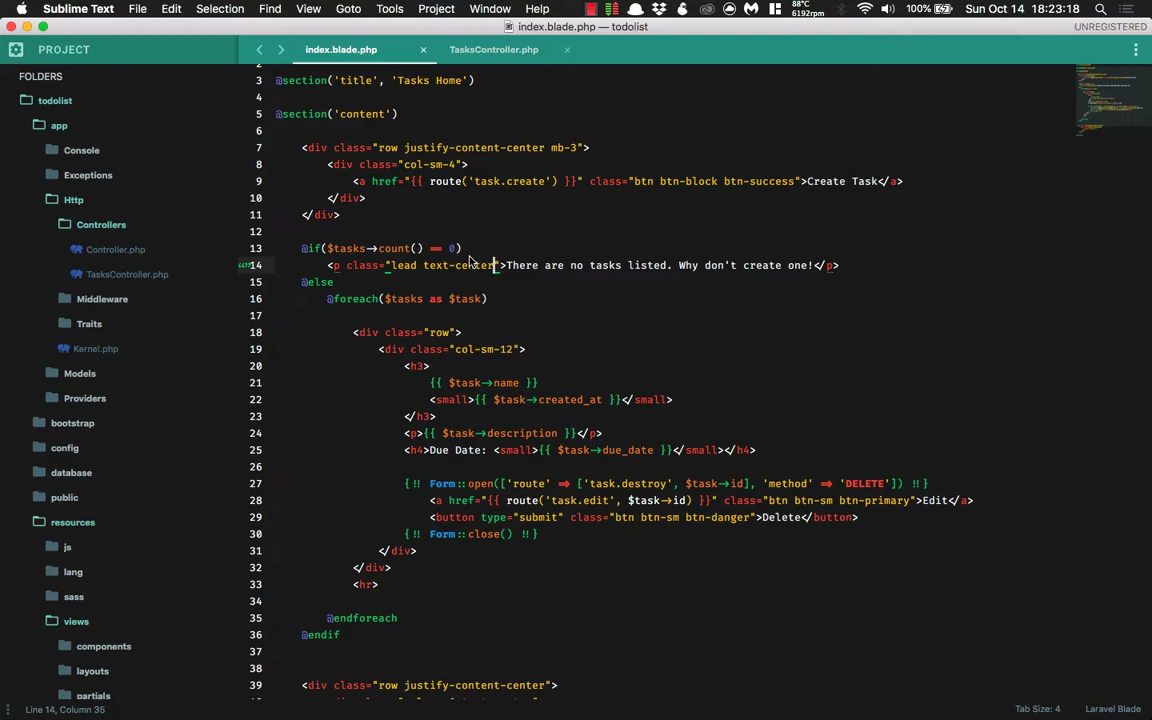 Sublime Text File Edit Selection Find View Goto Tools Project Window Help 88°C 6192rpm 100% Sun Oct 14 18:23:18
index.blade.php — todolist UNREGISTERED
PROJECT index.blade.php × TasksController.php ×
FOLDERS
todolist
app
Console
Exceptions
Http
Controllers
Controller.php
TasksController.php
Middleware
Traits
Kernel.php
Models
Providers
bootstrap
config
database
public
resources
js
lang
sass
views
components
layouts
partials
2
3 @section('title', 'Tasks Home')
4
5 @section('content')
6
7 <div class="row justify-content-center mb-3">
8 <div class="col-sm-4">
9 <a href="{{ route('task.create') }}" class="btn btn-block btn-success">Create Task</a>
10 </div>
11 </div>
12
13 @if($tasks->count() == 0)
14 <p class="lead text-center">There are no tasks listed. Why don't create one!</p>
15 @else
16 @foreach($tasks as $task)
17
18 <div class="row">
19 <div class="col-sm-12">
20 <h3>
21 {{ $task->name }}
22 <small>{{ $task->created_at }}</small>
23 </h3>
24 <p>{{ $task->description }}</p>
25 <h4>Due Date: <small>{{ $task->due_date }}</small></h4>
26
27 {!! Form::open(['route' => ['task.destroy', $task->id], 'method' => 'DELETE']) !!}
28 <a href="{{ route('task.edit', $task->id) }}" class="btn btn-sm btn-primary">Edit</a>
29 <button type="submit" class="btn btn-sm btn-danger">Delete</button>
30 {!! Form::close() !!}
31 </div>
32 </div>
33 <hr>
34
35 @endforeach
36 @endif
37
38
39 <div class="row justify-content-center">
Line 14, Column 35 Tab Size: 4 Laravel Blade